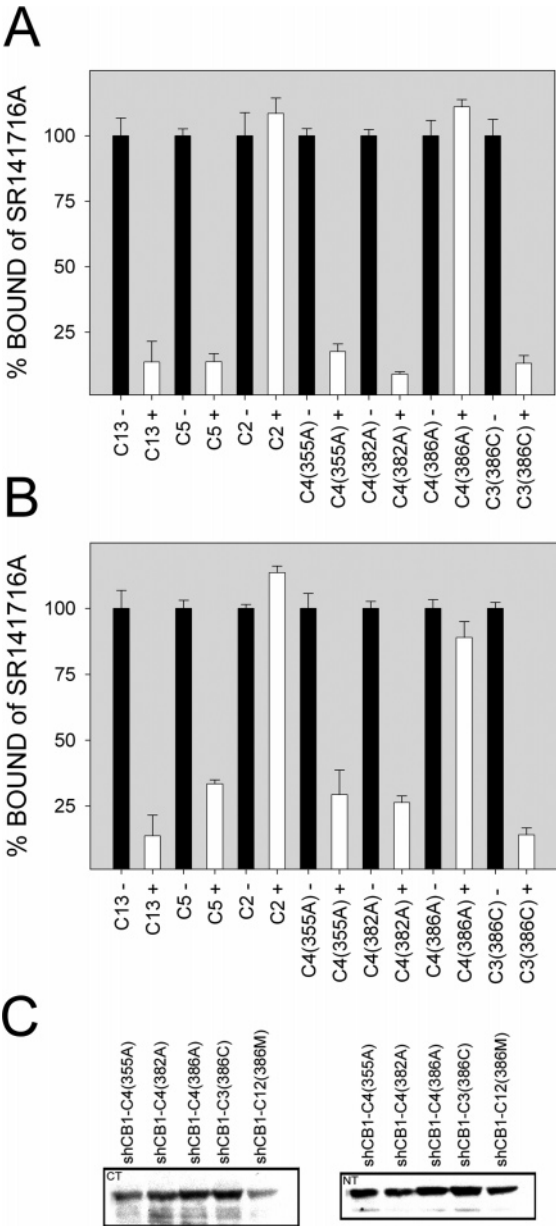 A
% BOUND of SR141716A
100
75
50
25
C13 -
C13 +
C5 -
C5 +
C2 -
C2 +
C4(355A) -
C4(355A) +
C4(382A) -
C4(382A) +
C4(386A) -
C4(386A) +
C3(386C) -
C3(386C) +
B
% BOUND of SR141716A
100
75
50
25
C13 -
C13 +
C5 -
C5 +
C2 -
C2 +
C4(355A) -
C4(355A) +
C4(382A) -
C4(382A) +
C4(386A) -
C4(386A) +
C3(386C) -
C3(386C) +
C
shCB1-C4(355A)
shCB1-C4(382A)
shCB1-C4(386A)
shCB1-C3(386C)
shCB1-C12(386M)
CT
shCB1-C4(355A)
shCB1-C4(382A)
shCB1-C4(386A)
shCB1-C3(386C)
shCB1-C12(386M)
NT